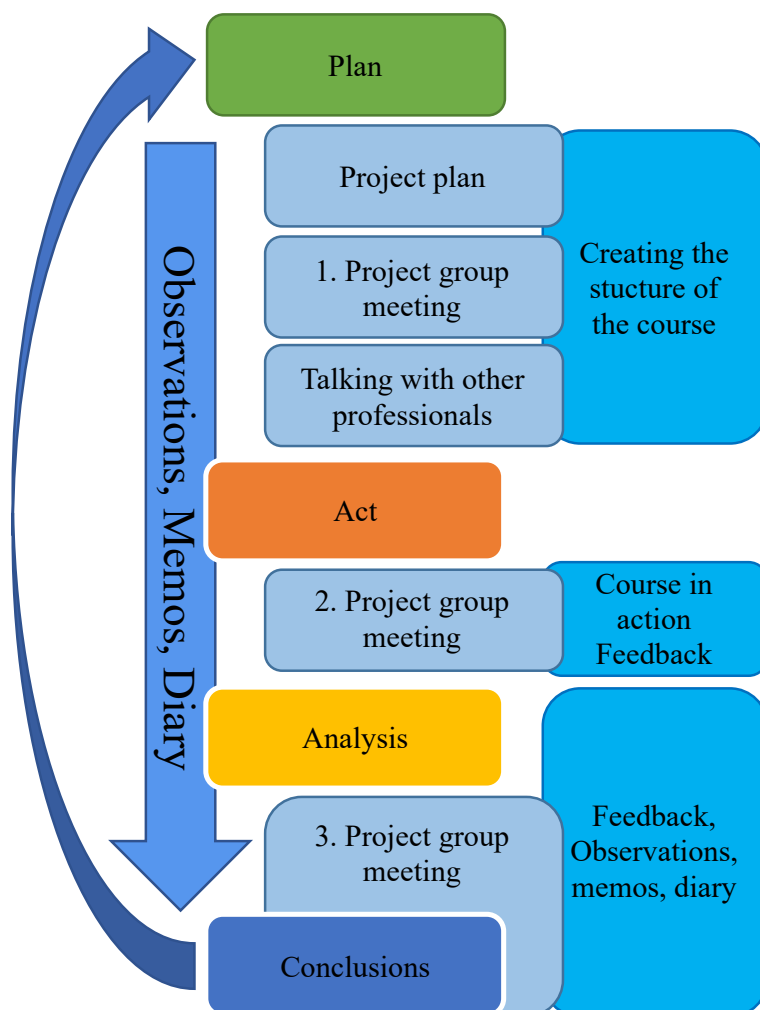 Plan
Project plan
1. Project group
meeting
Talking with other
professionals
Creating the
stucture of
the course
Observations, Memos, Diary
Act
2. Project group
meeting
Course in
action
Feedback
Analysis
3. Project group
meeting
Feedback,
Observations,
memos, diary
Conclusions